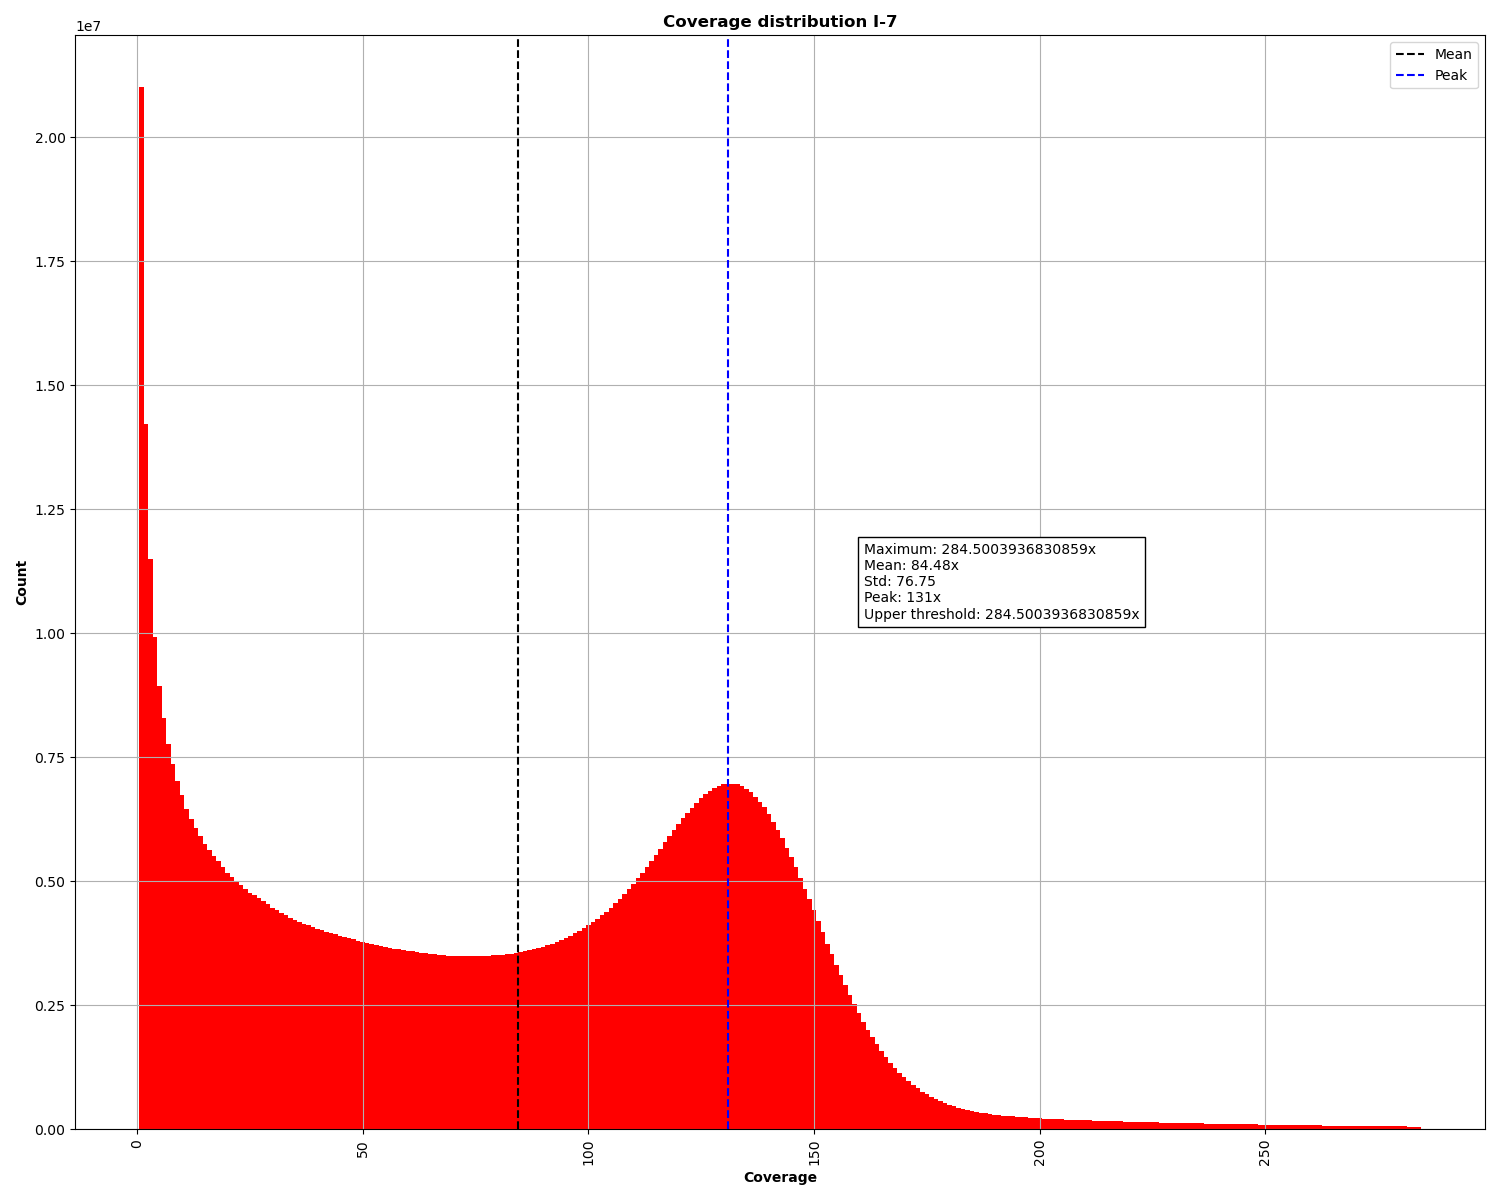 Coverage distribution I-7
1e7
Mean
Peak
2.00
1.75
1.50
1.25
1.00
0.75
0.50
0.25
0.00
Count
Maximum: 284.5003936830859x
Mean: 84.48x
Std: 76.75
Peak: 131x
Upper threshold: 284.5003936830859x
0
50
100
150
200
250
Coverage